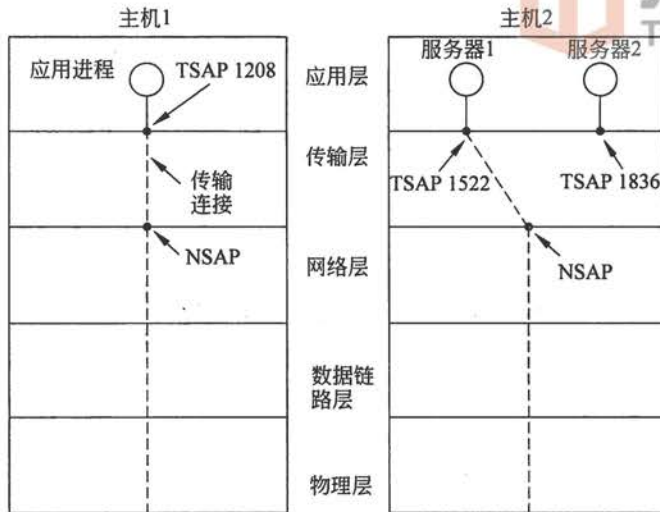 主机1
主机2
应用进程
TSAP 1208
应用层
服务器1
服务器2
传输层
传输
连接
TSAP 1522
TSAP 1836
NSAP
网络层
NSAP
数据链
路层
物理层